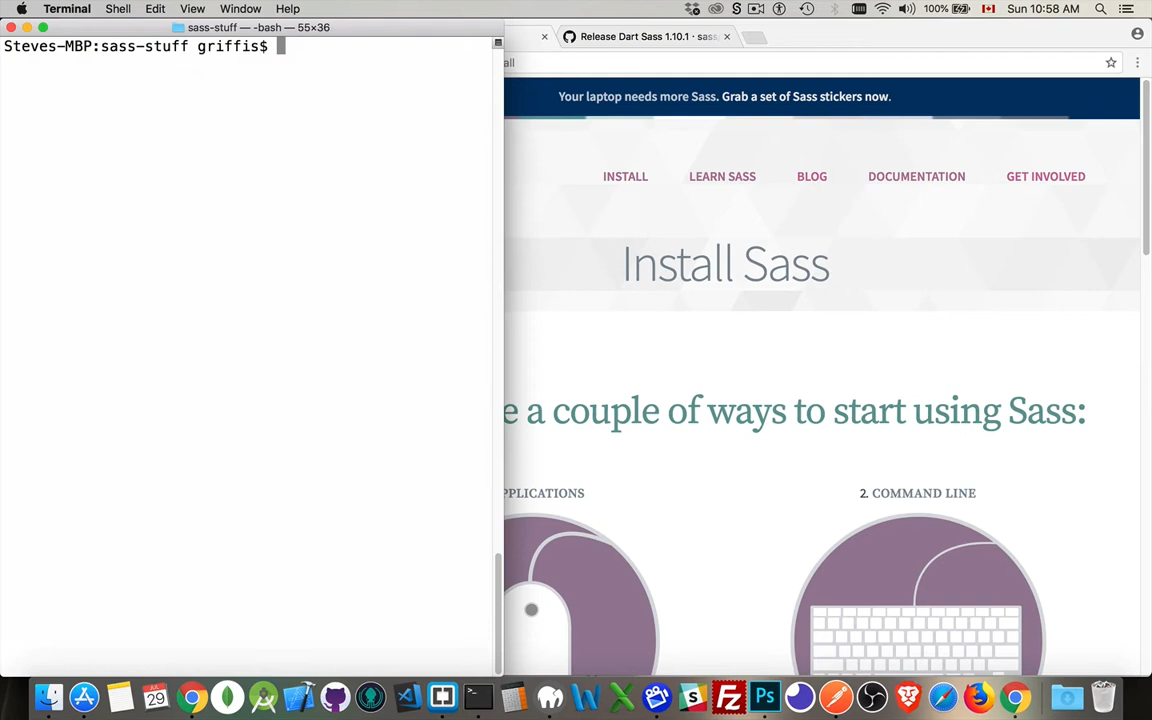 Terminal Shell Edit View Window Help
100% Sun 10:58 AM
sass-stuff — -bash — 55×36
Steves-MBP:sass-stuff griffis$
Release Dart Sass 1.10.1 · sass
all
Your laptop needs more Sass. Grab a set of Sass stickers now.
INSTALL LEARN SASS BLOG DOCUMENTATION GET INVOLVED
Install Sass
e a couple of ways to start using Sass:
PPLICATIONS
2. COMMAND LINE
JUL
29